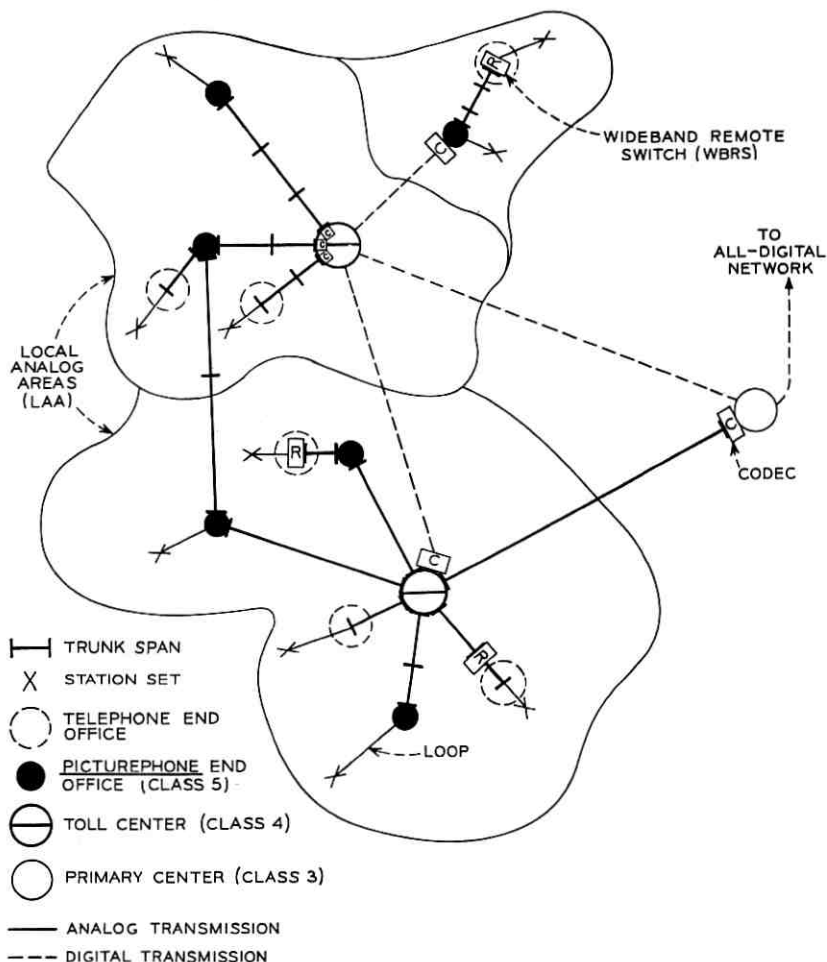 R
WIDEBAND REMOTE
SWITCH (WBRS)
C
C
C
C
TO
ALL-DIGITAL
NETWORK
LOCAL
ANALOG
AREAS
(LAA)
C
CODEC
R
C
R
LOOP
TRUNK SPAN
STATION SET
TELEPHONE END
OFFICE
PICTUREPHONE END
OFFICE (CLASS 5)
TOLL CENTER (CLASS 4)
PRIMARY CENTER (CLASS 3)
ANALOG TRANSMISSION
DIGITAL TRANSMISSION